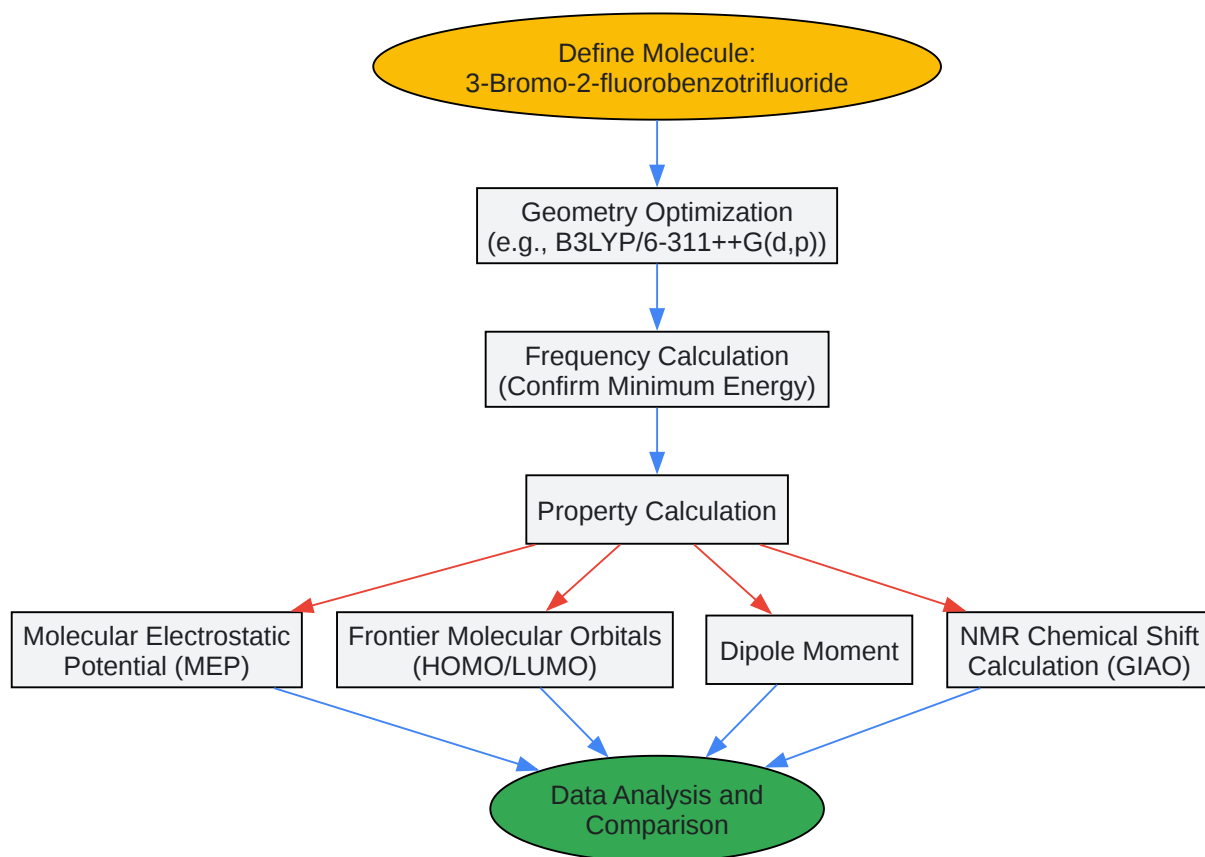 Define Molecule:
3-Bromo-2-fluorobenzotrifluoride
Geometry Optimization
(e.g., B3LYP/6-311++G(d,p))
Frequency Calculation
(Confirm Minimum Energy)
Property Calculation
Molecular Electrostatic
Potential (MEP)
Frontier Molecular Orbitals
(HOMO/LUMO)
Dipole Moment
NMR Chemical Shift
Calculation (GIAO)
Data Analysis and
Comparison